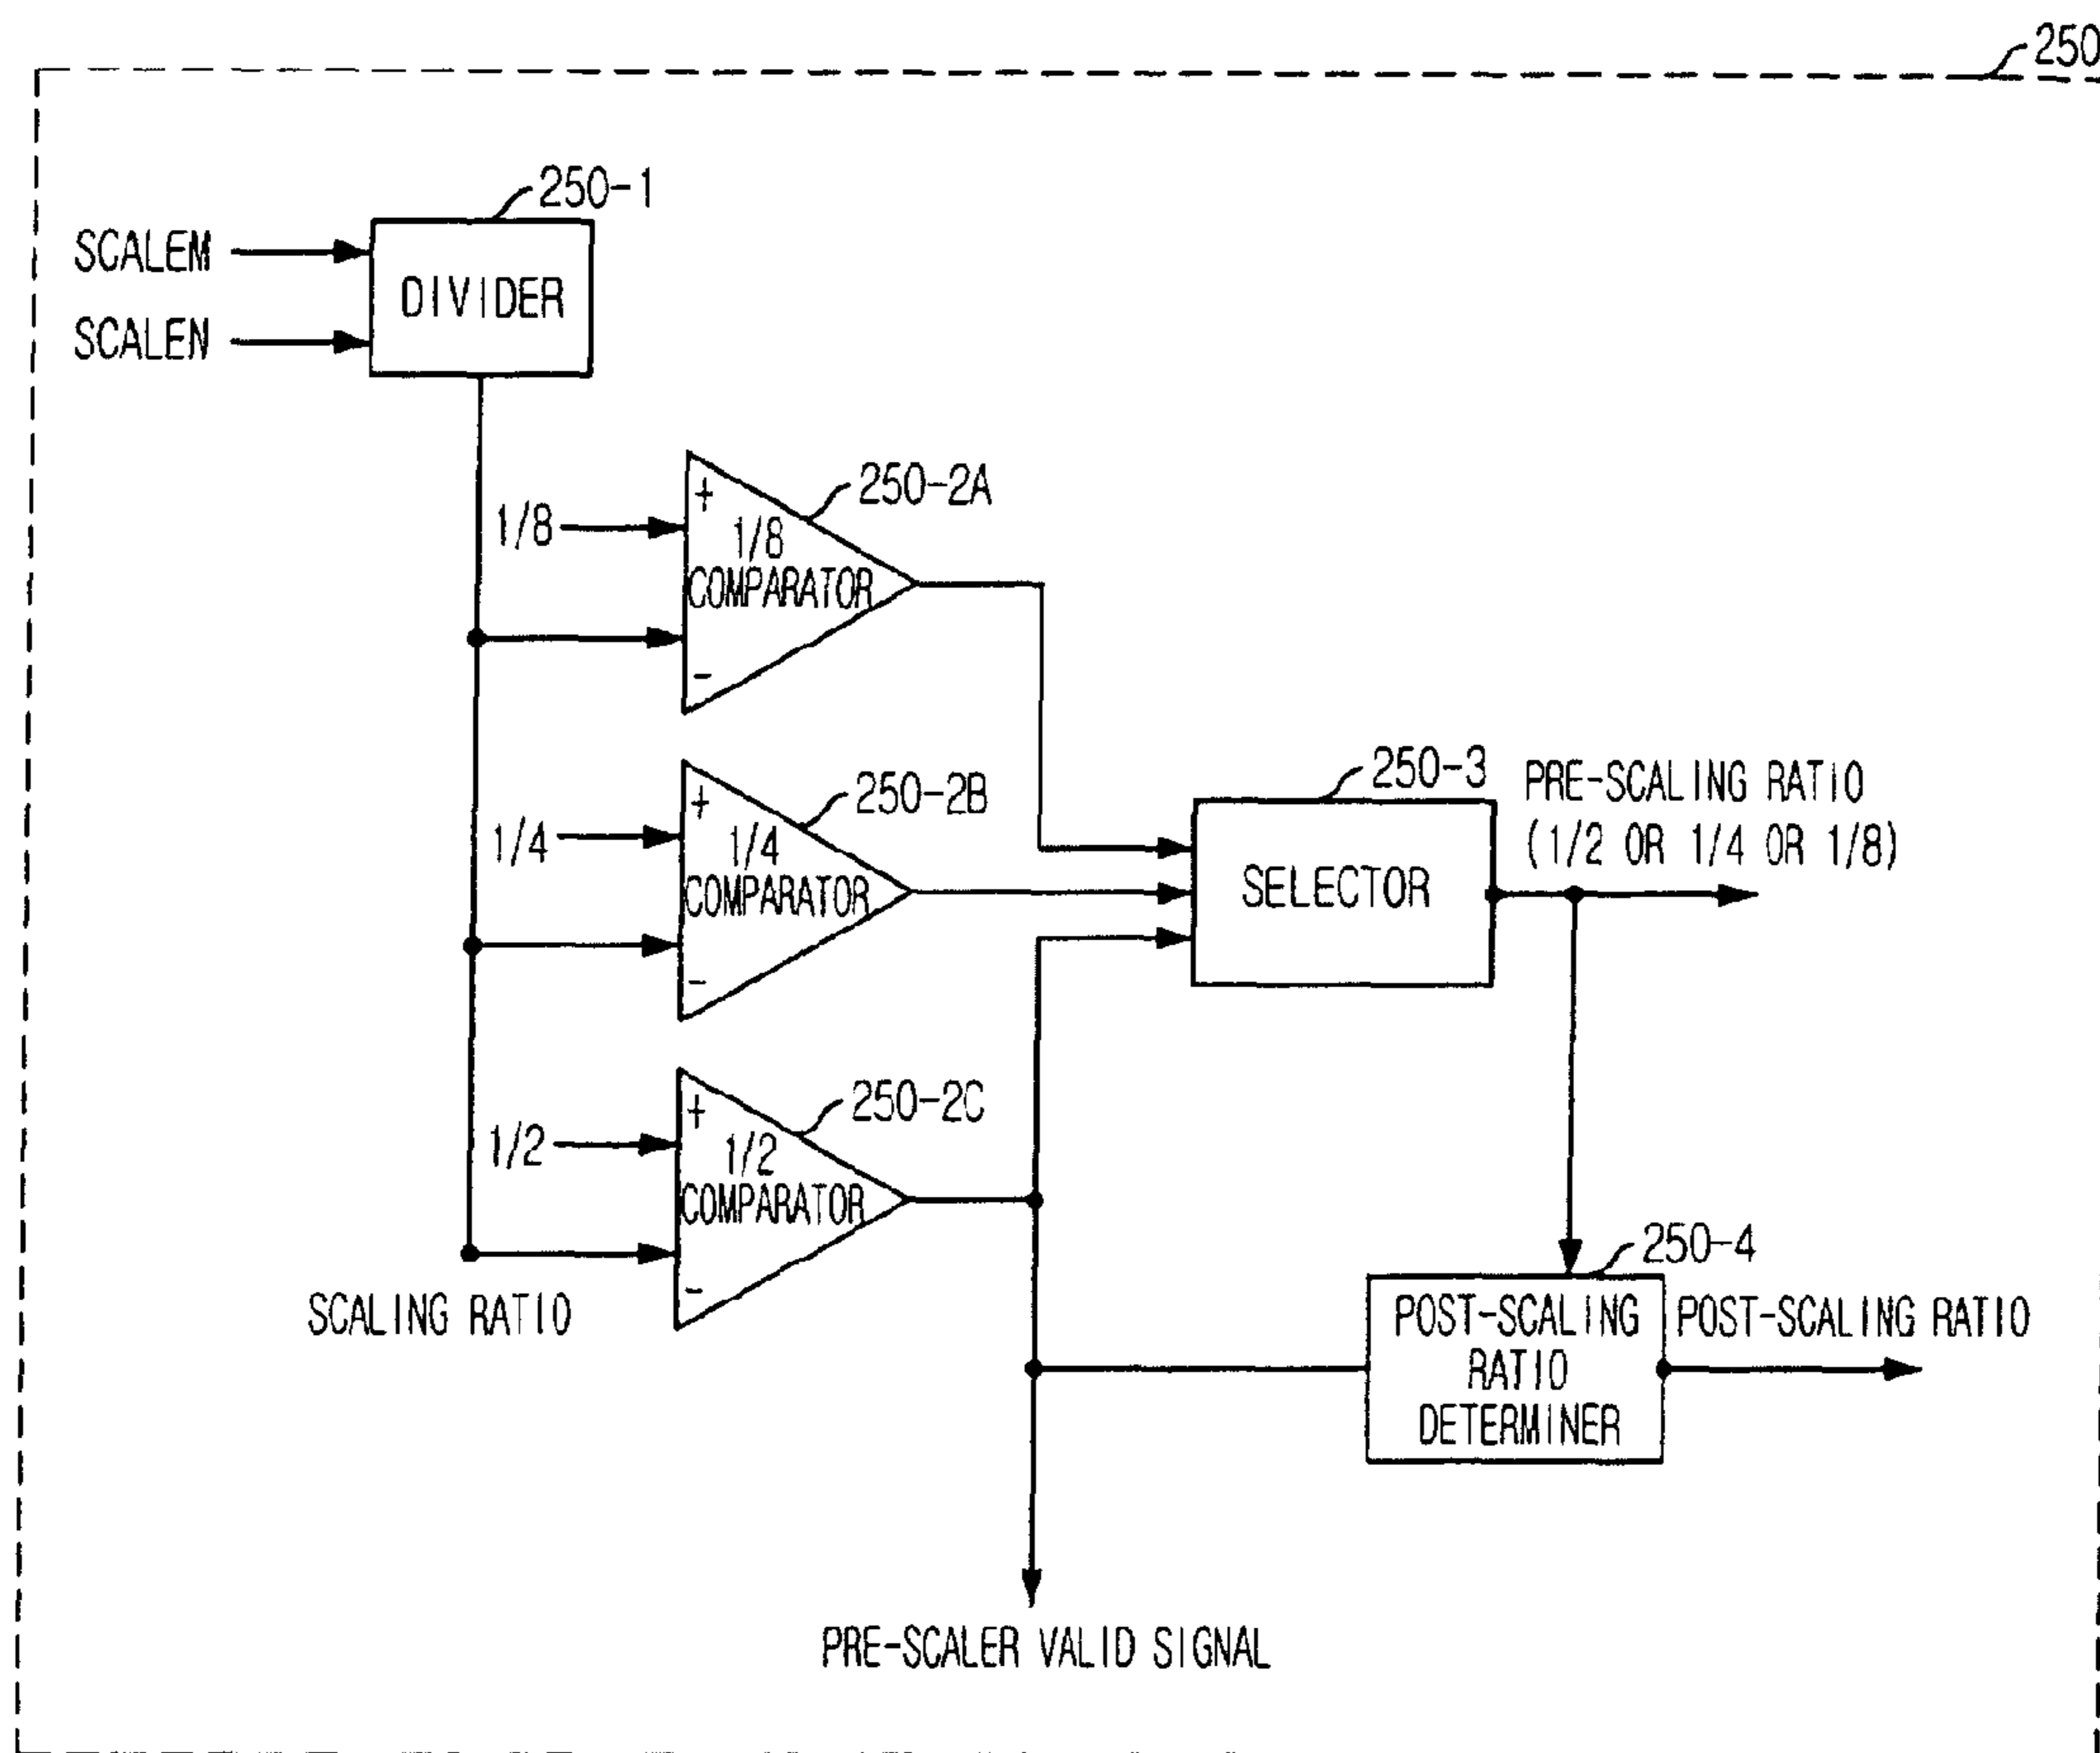 250
250-1
SCALEM
SCALEN
DIVIDER
250-2A
+
1/8
1/8
COMPARATOR
-
250-2B
+
1/4
1/4
COMPARATOR
-
250-3
SELECTOR
PRE-SCALING RATIO
(1/2 OR 1/4 OR 1/8)
250-2C
+
1/2
1/2
COMPARATOR
-
SCALING RATIO
250-4
POST-SCALING
RATIO
DETERMINER
POST-SCALING RATIO
PRE-SCALER VALID SIGNAL